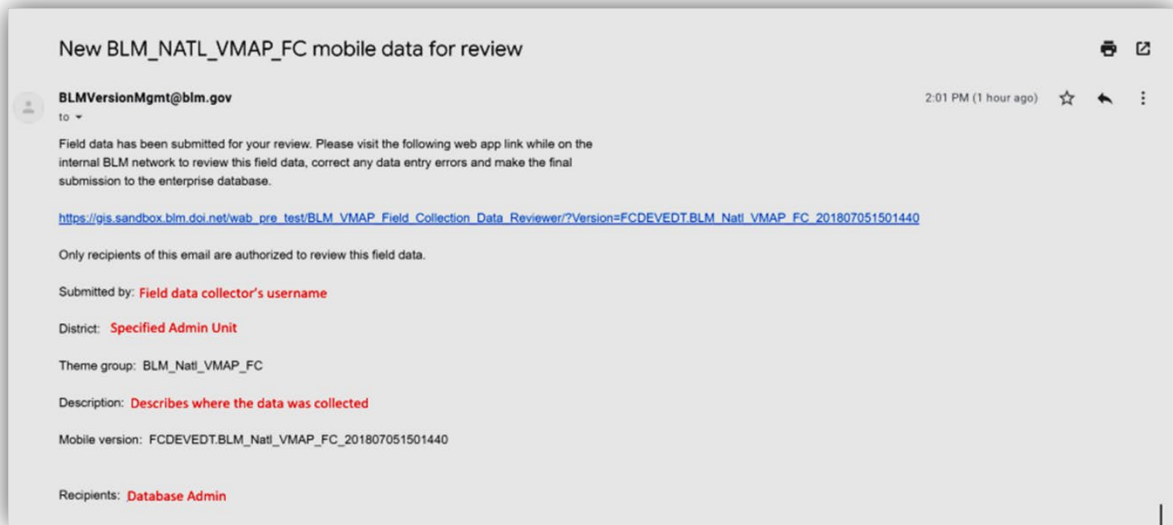 New BLM_NATL_VMAP_FC mobile data for review
BLMVersionMgmt@blm.gov
2:01 PM (1 hour ago)
to
Field data has been submitted for your review. Please visit the following web app link while on the
internal BLM network to review this field data, correct any data entry errors and make the final
submission to the enterprise database.
https://gis.sandbox.blm.doi.net/wab_pre_test/BLM_VMAP_Field_Collection_Data_Reviewer/?Version=FCDEVEDT.BLM_Natl_VMAP_FC_201807051501440
Only recipients of this email are authorized to review this field data.
Submitted by: Field data collector's username
District: Specified Admin Unit
Theme group: BLM_Natl_VMAP_FC
Description: Describes where the data was collected
Mobile version: FCDEVEDT.BLM_Natl_VMAP_FC_201807051501440
Recipients: Database Admin